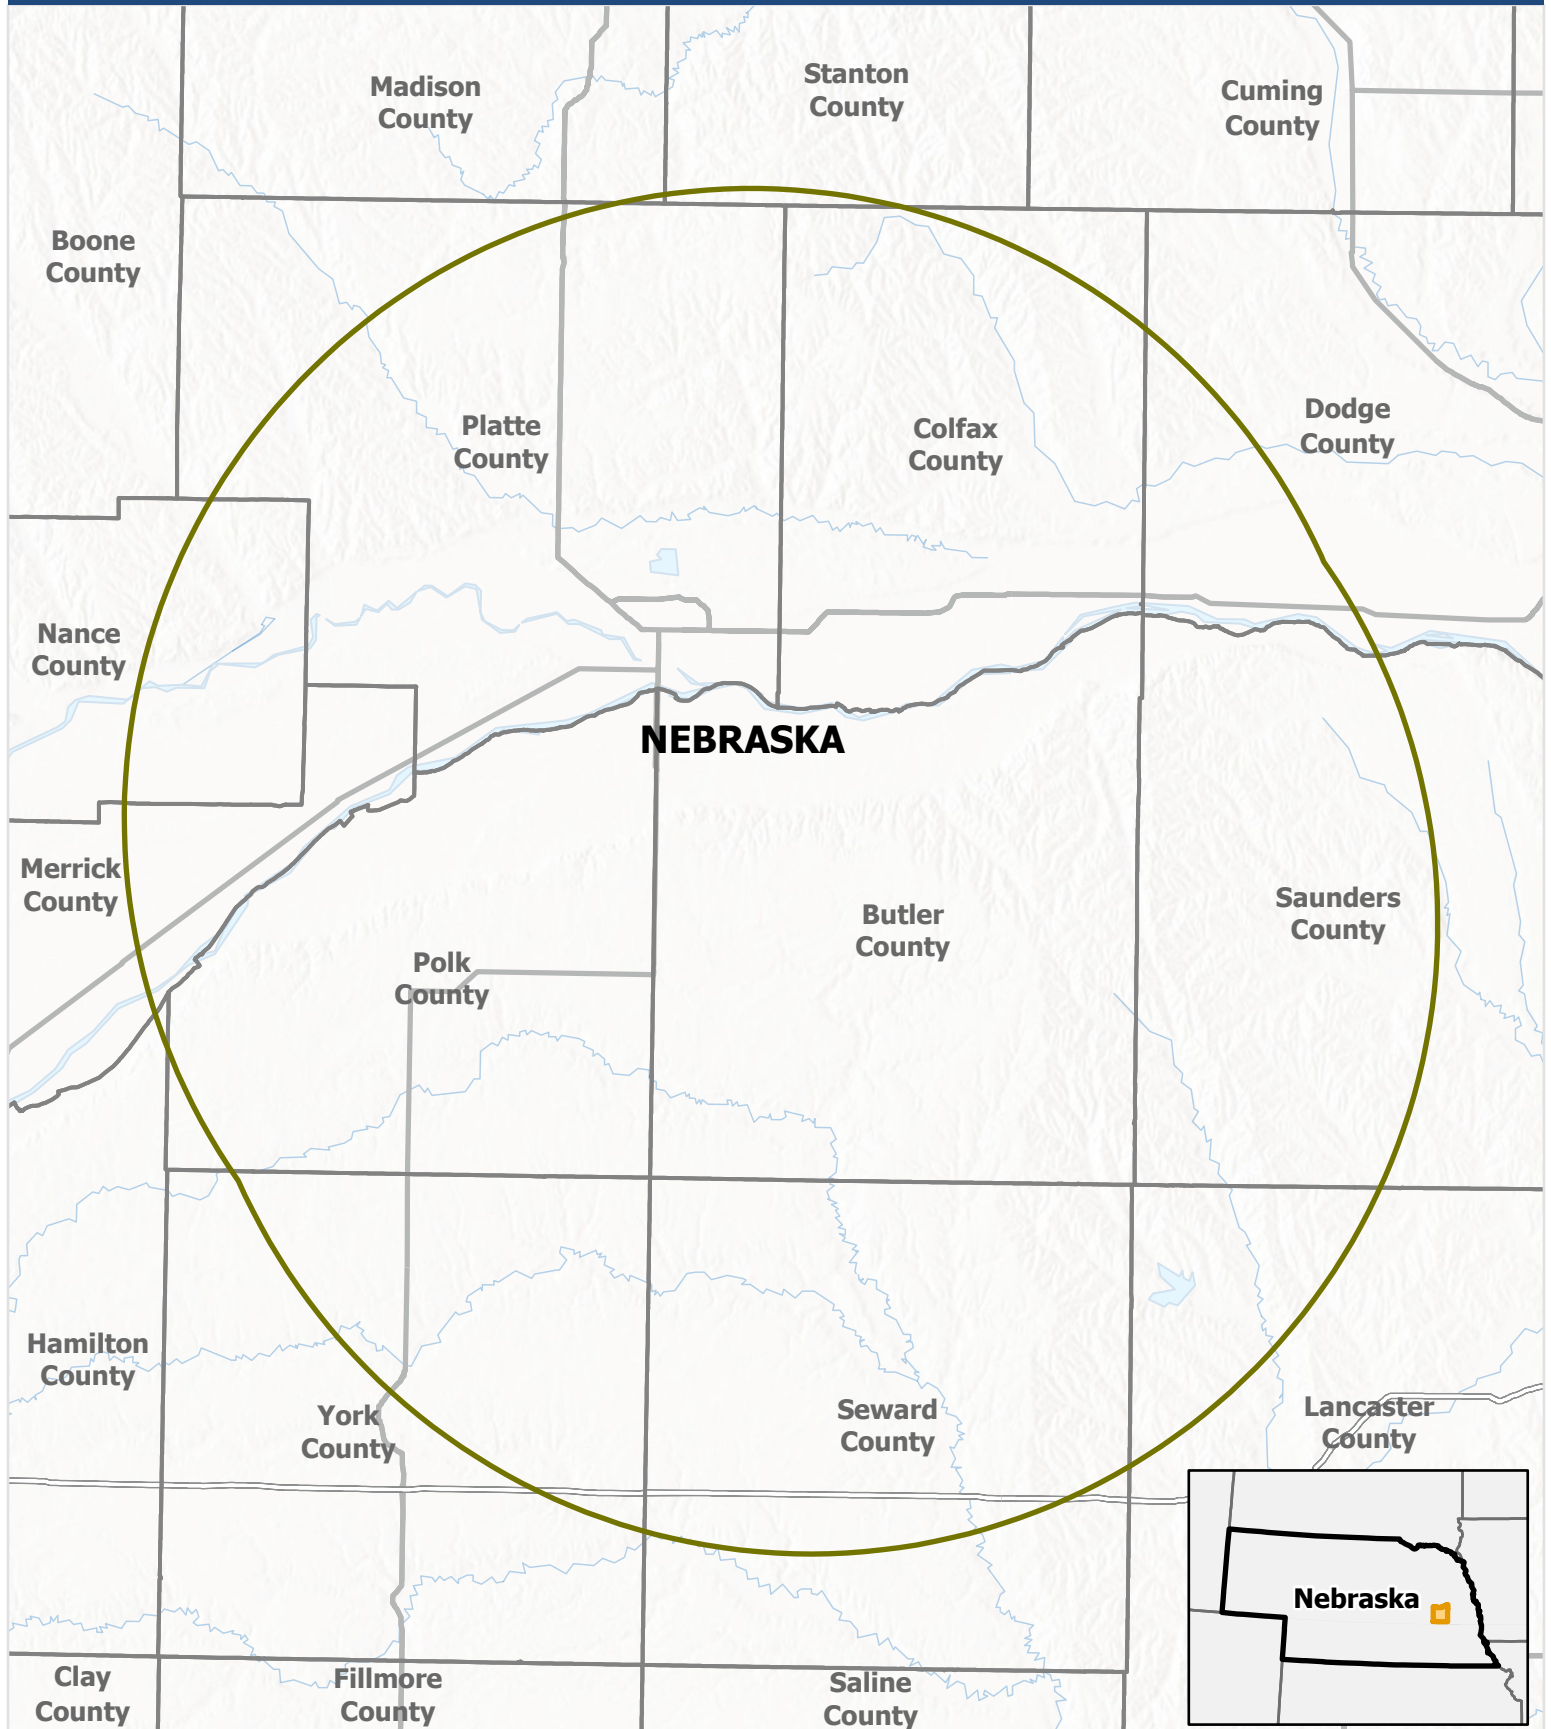 Madison
County
Stanton
County
Cuming
County
Boone
County
Platte
County
Colfax
County
Dodge
County
Nance
County
NEBRASKA
Merrick
County
Polk
County
Butler
County
Saunders
County
Hamilton
County
York
County
Seward
County
Lancaster
County
Nebraska
Clay
County
Fillmore
County
Saline
County